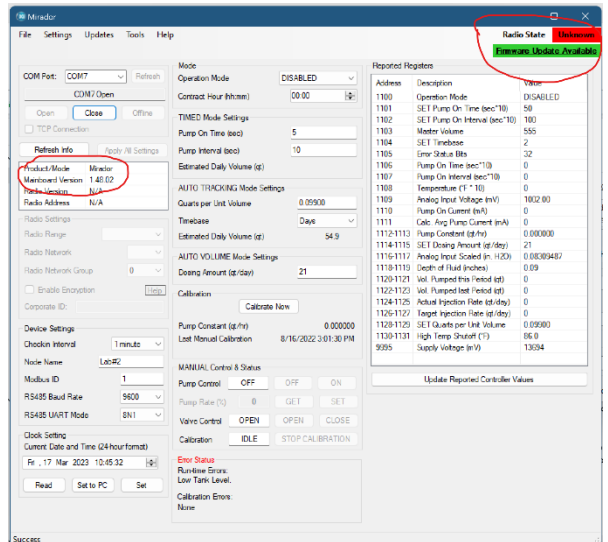 Mirador
File Settings Updates Tools Help
Radio State Unknown
Firmware Update Available
COM Port: COM7 Refresh
COM7 Open
Open Close Offline
TCP Connection
Refresh Info Apply All Settings
Product/Mode Mirador
Mainboard Version 1.48.02
Radio Version N/A
Radio Address N/A
Radio Settings
Radio Range
Radio Network
Radio Network Group 0
Enable Encryption Help
Corporate ID:
Device Settings
Checkin Interval 1 minute
Node Name Lab#2
Modbus ID 1
RS485 Baud Rate 9600
RS485 UART Mode 8N1
Clock Setting
Current Date and Time (24-hour format)
Fri , 17 Mar 2023 10:45:32
Read Set to PC Set
Mode
Operation Mode DISABLED
Contract Hour (hh:mm) 00:00
TIMED Mode Settings
Pump On Time (sec) 5
Pump Interval (sec) 10
Estimated Daily Volume (qt)
AUTO TRACKING Mode Settings
Quarts per Unit Volume 0.09900
Timebase Days
Estimated Daily Volume (qt) 54.9
AUTO VOLUME Mode Settings
Dosing Amount (qt/day) 21
Calibration
Calibrate Now
Pump Constant (qt/hr) 0.000000
Last Manual Calibration 8/16/2022 3:01:30 PM
MANUAL Control & Status
Pump Control OFF OFF ON
Pump Rate (%) 0 GET SET
Valve Control OPEN OPEN CLOSE
Calibration IDLE STOP CALIBRATION
Error Status
Run-time Errors:
Low Tank Level.
Calibration Errors:
None
Reported Registers
Address Description Value
1100 Operation Mode DISABLED
1101 SET Pump On Time (sec*10) 50
1102 SET Pump On Interval (sec*10) 100
1103 Master Volume 555
1104 SET Timebase 2
1105 Error Status Bits 32
1106 Pump On Time (sec*10) 0
1107 Pump On Interval (sec*10) 0
1108 Temperature (°F * 10) 0
1109 Analog Input Voltage (mV) 1002.00
1110 Pump On Current (mA) 0
1111 Calc. Avg Pump Current (mA) 0
1112-1113 Pump Constant (qt/hr) 0.000000
1114-1115 SET Dosing Amount (qt/day) 21
1116-1117 Analog Input Scaled (in. H2O) 0.08309487
1118-1119 Depth of Fluid (inches) 0.09
1120-1121 Vol. Pumped this Period (qt) 0
1122-1123 Vol. Pumped last Period (qt) 0
1124-1125 Actual Injection Rate (qt/day) 0
1126-1127 Target Injection Rate (qt/day) 0
1128-1129 SET Quarts per Unit Volume 0.09900
1130-1131 High Temp Shutoff (°F) 86.0
9995 Supply Voltage (mV) 13694
Update Reported Controller Values
Success